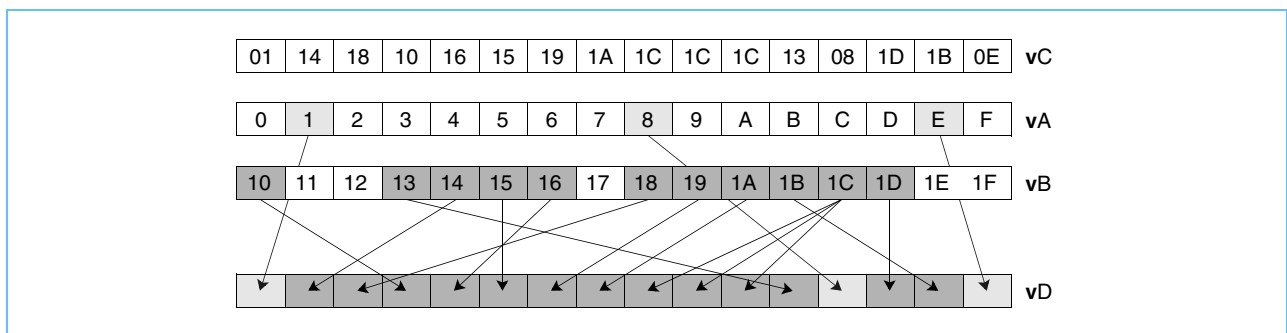 01 14 18 10 16 15 19 1A 1C 1C 1C 13 08 1D 1B 0E vC
0 1 2 3 4 5 6 7 8 9 A B C D E F vA
10 11 12 13 14 15 16 17 18 19 1A 1B 1C 1D 1E 1F vB
vD